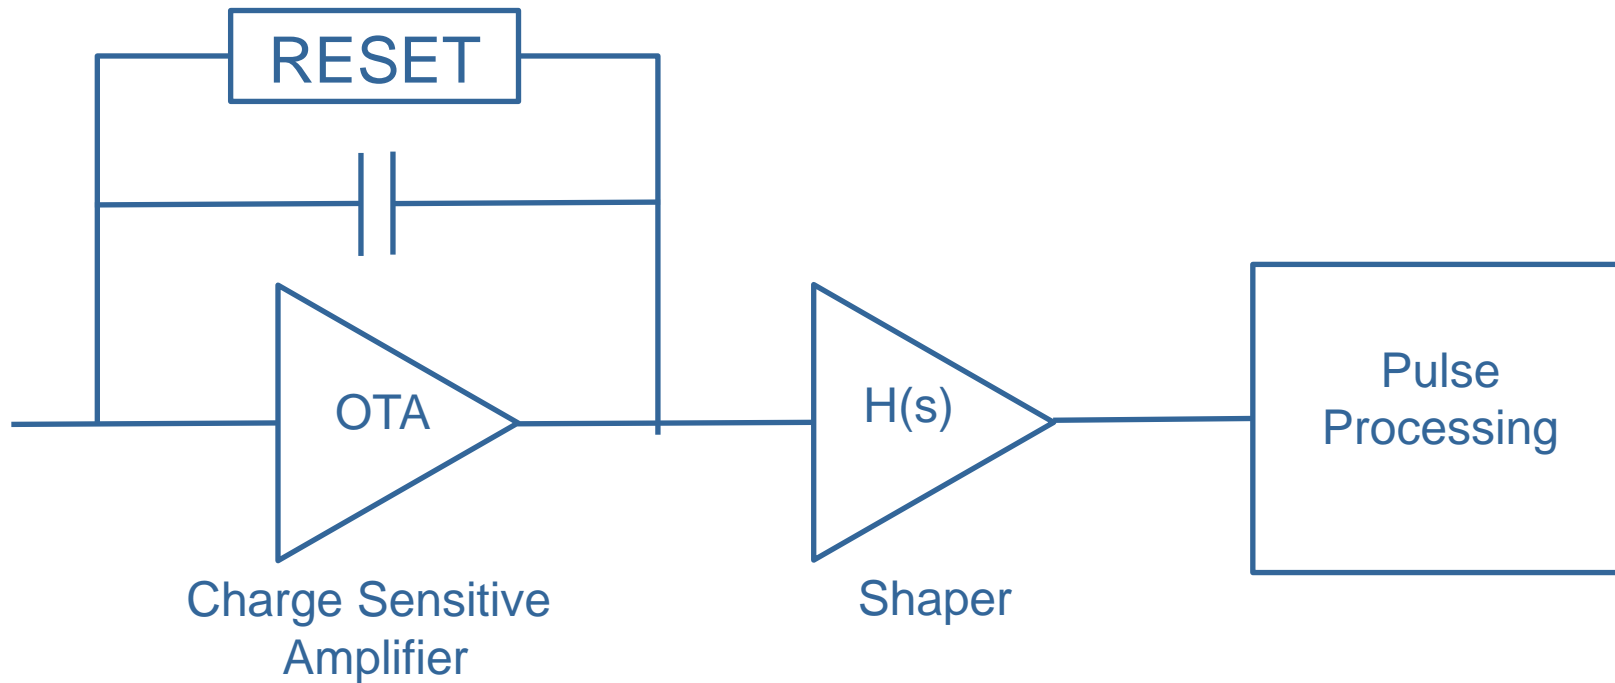 RESET
OTA
H(s)
Pulse
Processing
Charge Sensitive
Amplifier
Shaper